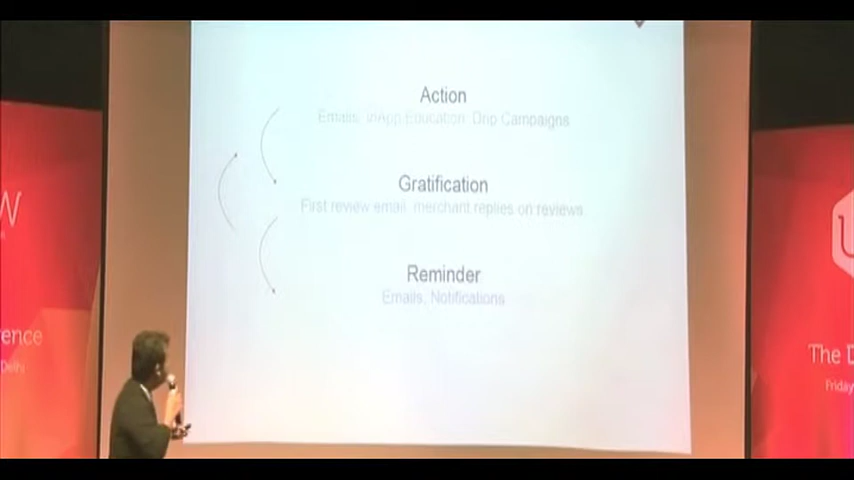 Action
Emails, InApp Education, Drip Campaigns
Gratification
First review email, merchant replies on reviews
Reminder
Emails, Notifications
W
rence
Delhi
U
The D
Friday